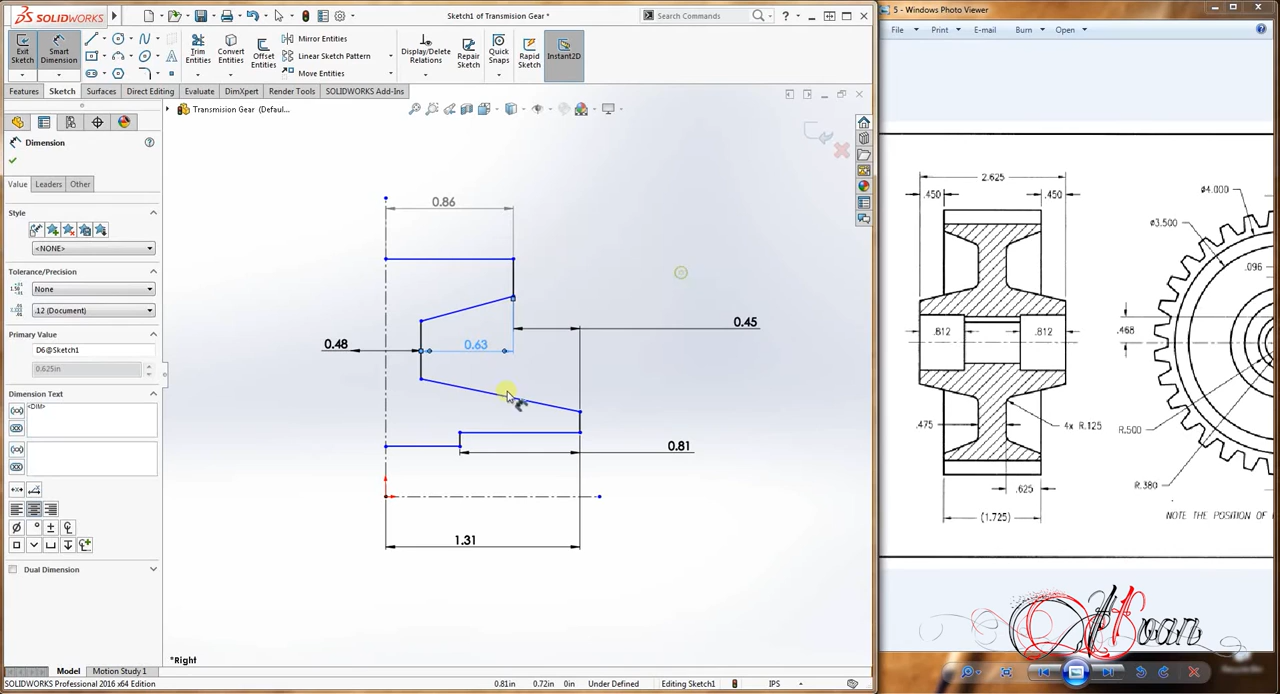 SOLIDWORKS
Sketch1 of Transmision Gear *
Search Commands
5 - Windows Photo Viewer
File
Print
E-mail
Burn
Open
Exit Sketch
Smart Dimension
Trim Entities
Convert Entities
Offset Entities
Mirror Entities
Linear Sketch Pattern
Move Entities
Display/Delete Relations
Repair Sketch
Quick Snaps
Rapid Sketch
Instant2D
Features
Sketch
Surfaces
Direct Editing
Evaluate
DimXpert
Render Tools
SOLIDWORKS Add-Ins
Transmision Gear (Defaul...
Dimension
Value
Leaders
Other
Style
<NONE>
Tolerance/Precision
None
.12 (Document)
Primary Value
D6@Sketch1
0.625in
Dimension Text
<DIM>
Dual Dimension
0.86
0.45
0.48
0.63
0.81
1.31
*Right
2.625
.450
.450
Ø4.000
Ø3.500
.096
.812
.812
.468
.475
4x R.125
R.500
R.380
.625
(1.725)
NOTE THE POSITION OF
Model
Motion Study 1
SOLIDWORKS Professional 2016 x64 Edition
0.81in
0.72in
0in
Under Defined
Editing Sketch1
IPS